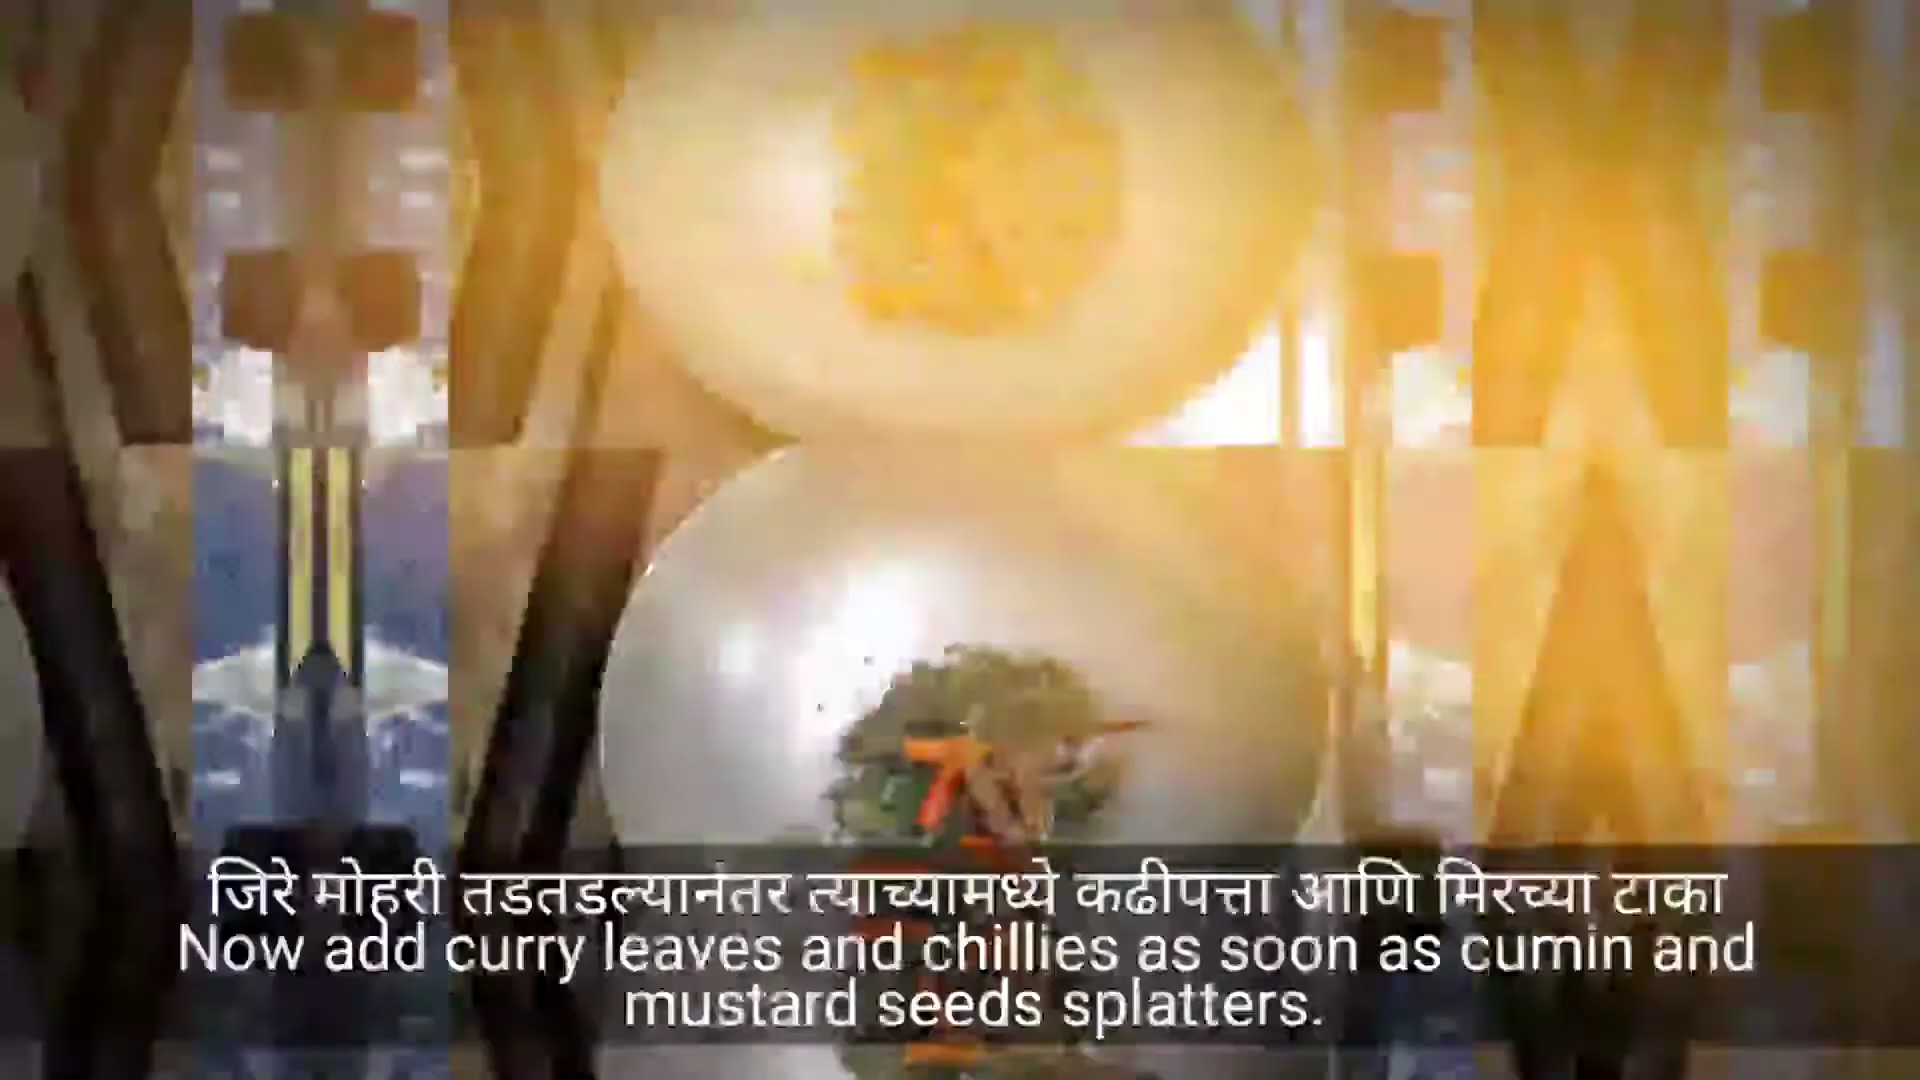 जिरे मोहरी तडतडल्यानंतर त्याच्यामध्ये कढीपत्ता आणि मिरच्या टाका
Now add curry leaves and chillies as soon as cumin and
mustard seeds splatters.